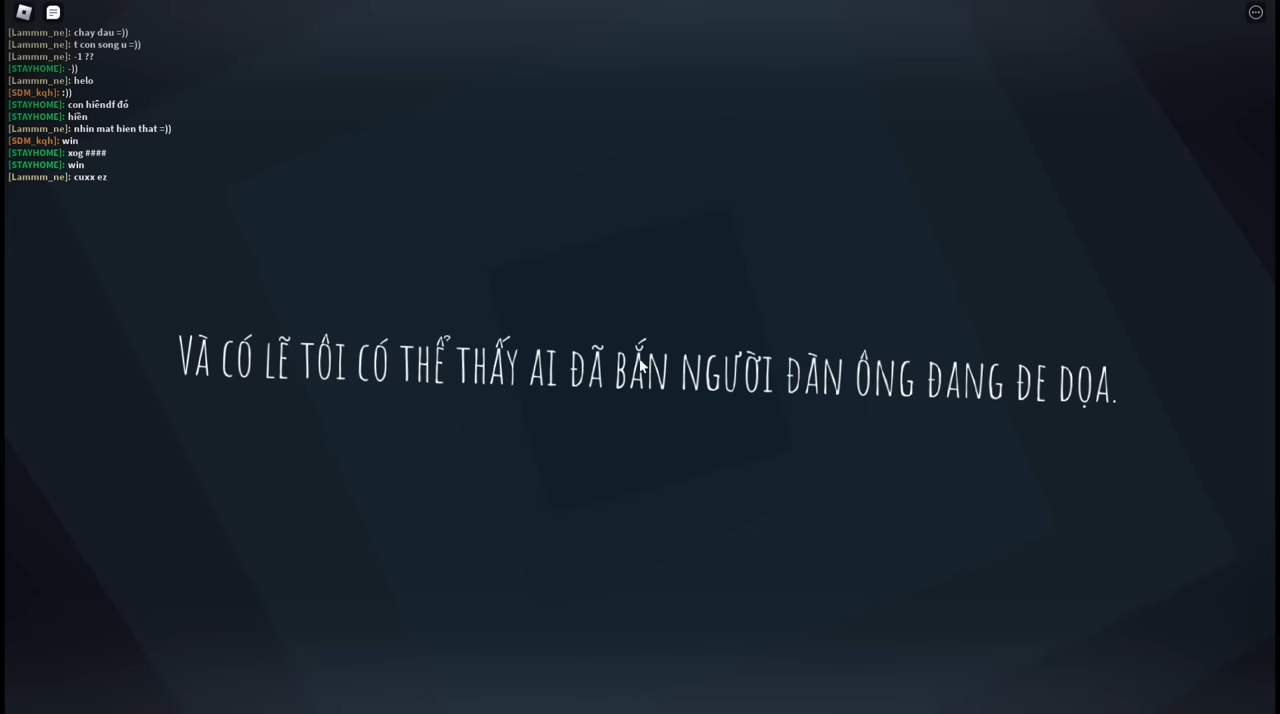 [Lammm_ne]: chay dau =))
[Lammm_ne]: t con song u =))
[Lammm_ne]: -1 ??
[STAYHOME]: -))
[Lammm_ne]: helo
[SDM_kqh]: :))
[STAYHOME]: con hiêndf đó
[STAYHOME]: hiền
[Lammm_ne]: nhin mat hien that =))
[SDM_kqh]: win
[STAYHOME]: xog ####
[STAYHOME]: win
[Lammm_ne]: cuxx ez
VÀ CÓ LẼ TÔI CÓ THỂ THẤY AI ĐÃ BẮN NGƯỜI ĐÀN ÔNG ĐANG ĐE DỌA.